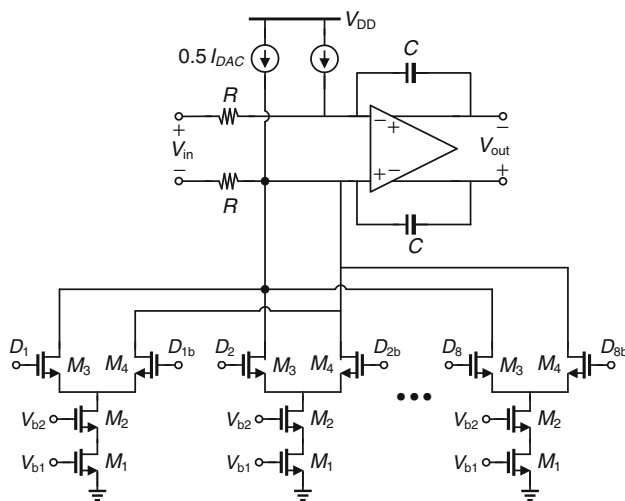 V_DD
0.5 I_DAC
C
R
− +
+
V_in
−
−
V_out
+
+ −
R
C
D_1 M_3 M_4 D_1b
D_2 M_3 M_4 D_2b
D_8 M_3 M_4 D_8b
V_b2 M_2
V_b2 M_2
V_b2 M_2
V_b1 M_1
V_b1 M_1
V_b1 M_1